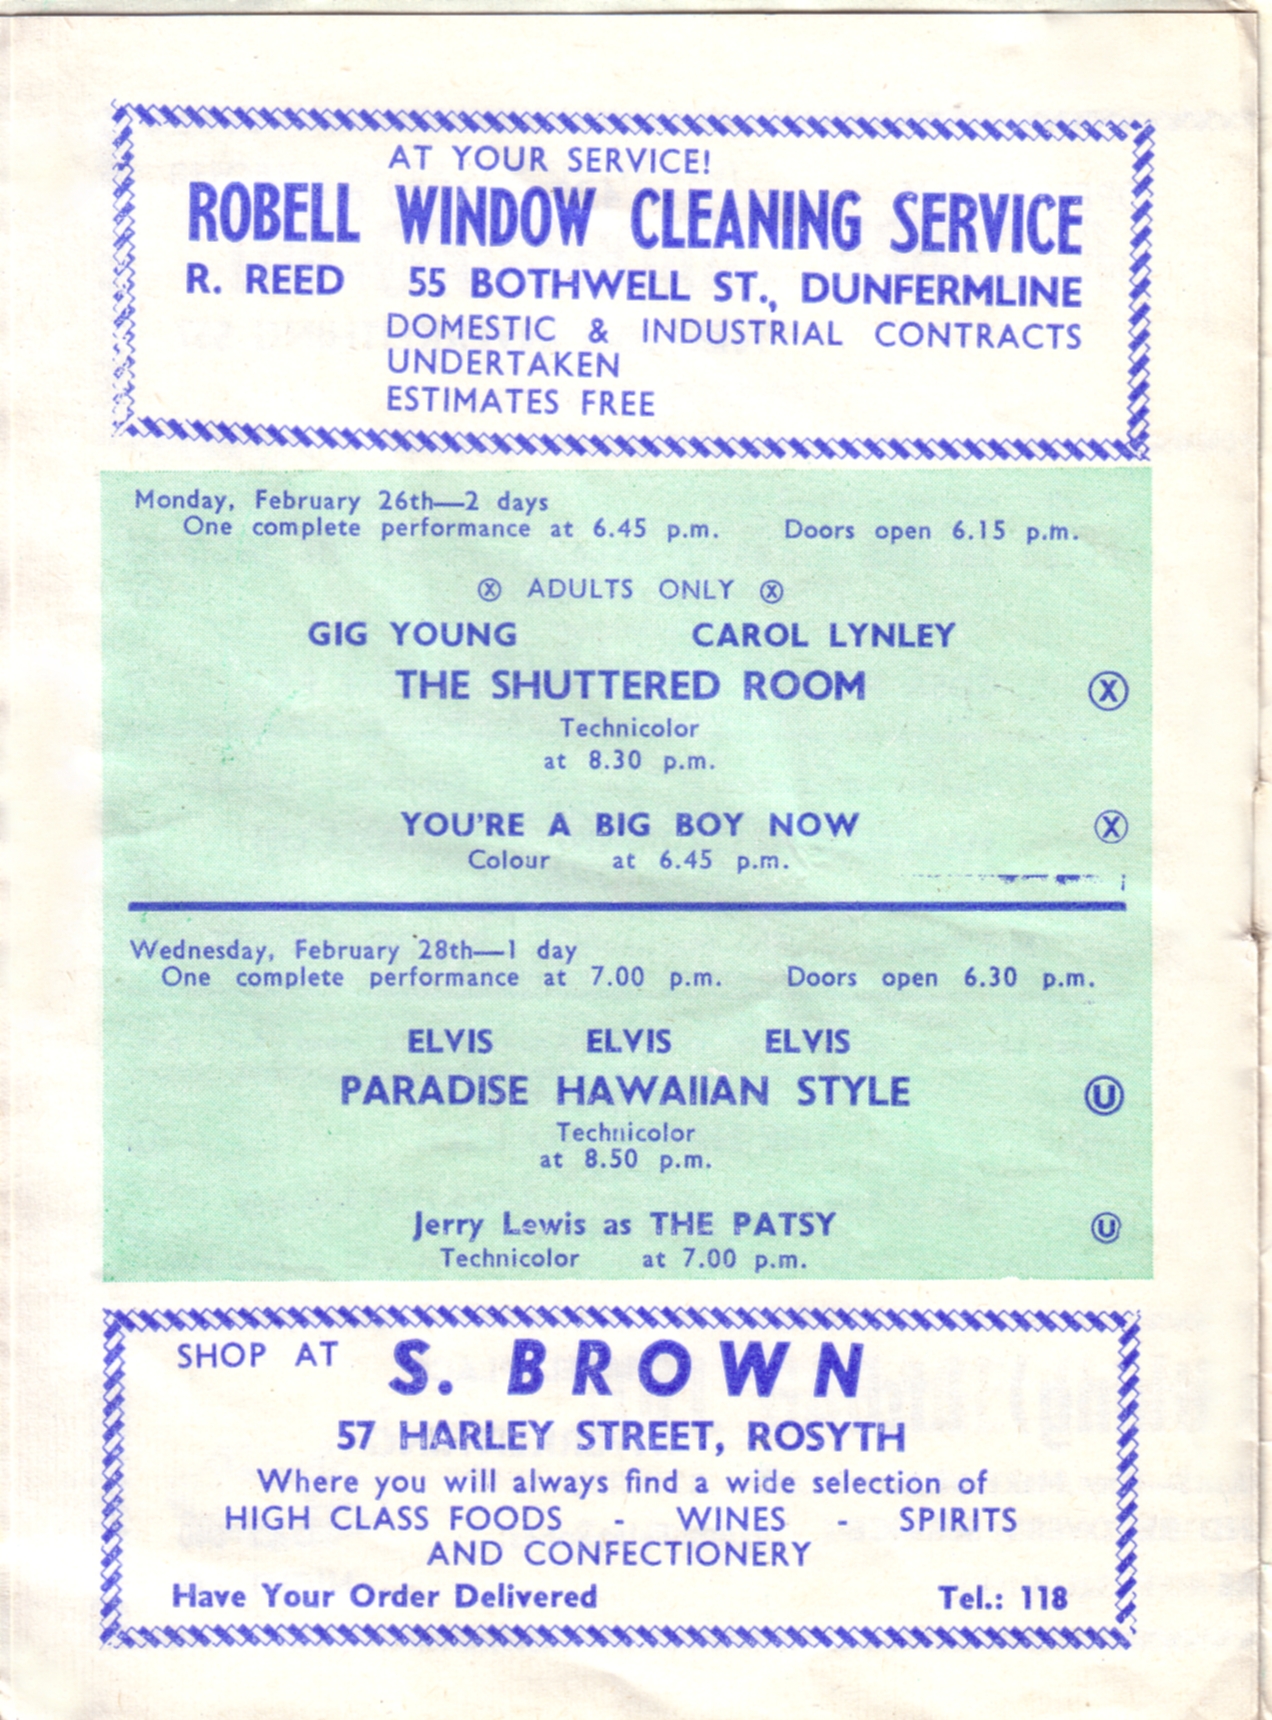 AT YOUR SERVICE!
ROBELL WINDOW CLEANING SERVICE
R. REED 55 BOTHWELL ST., DUNFERMLINE
DOMESTIC & INDUSTRIAL CONTRACTS
UNDERTAKEN
ESTIMATES FREE
Monday, February 26th—2 days
One complete performance at 6.45 p.m. Doors open 6.15 p.m.
Ⓧ ADULTS ONLY Ⓧ
GIG YOUNG CAROL LYNLEY
THE SHUTTERED ROOM Ⓧ
Technicolor
at 8.30 p.m.
YOU'RE A BIG BOY NOW Ⓧ
Colour at 6.45 p.m.
Wednesday, February 28th—1 day
One complete performance at 7.00 p.m. Doors open 6.30 p.m.
ELVIS ELVIS ELVIS
PARADISE HAWAIIAN STYLE Ⓤ
Technicolor
at 8.50 p.m.
Jerry Lewis as THE PATSY Ⓤ
Technicolor at 7.00 p.m.
SHOP AT S. BROWN
57 HARLEY STREET, ROSYTH
Where you will always find a wide selection of
HIGH CLASS FOODS - WINES - SPIRITS
AND CONFECTIONERY
Have Your Order Delivered Tel.: 118